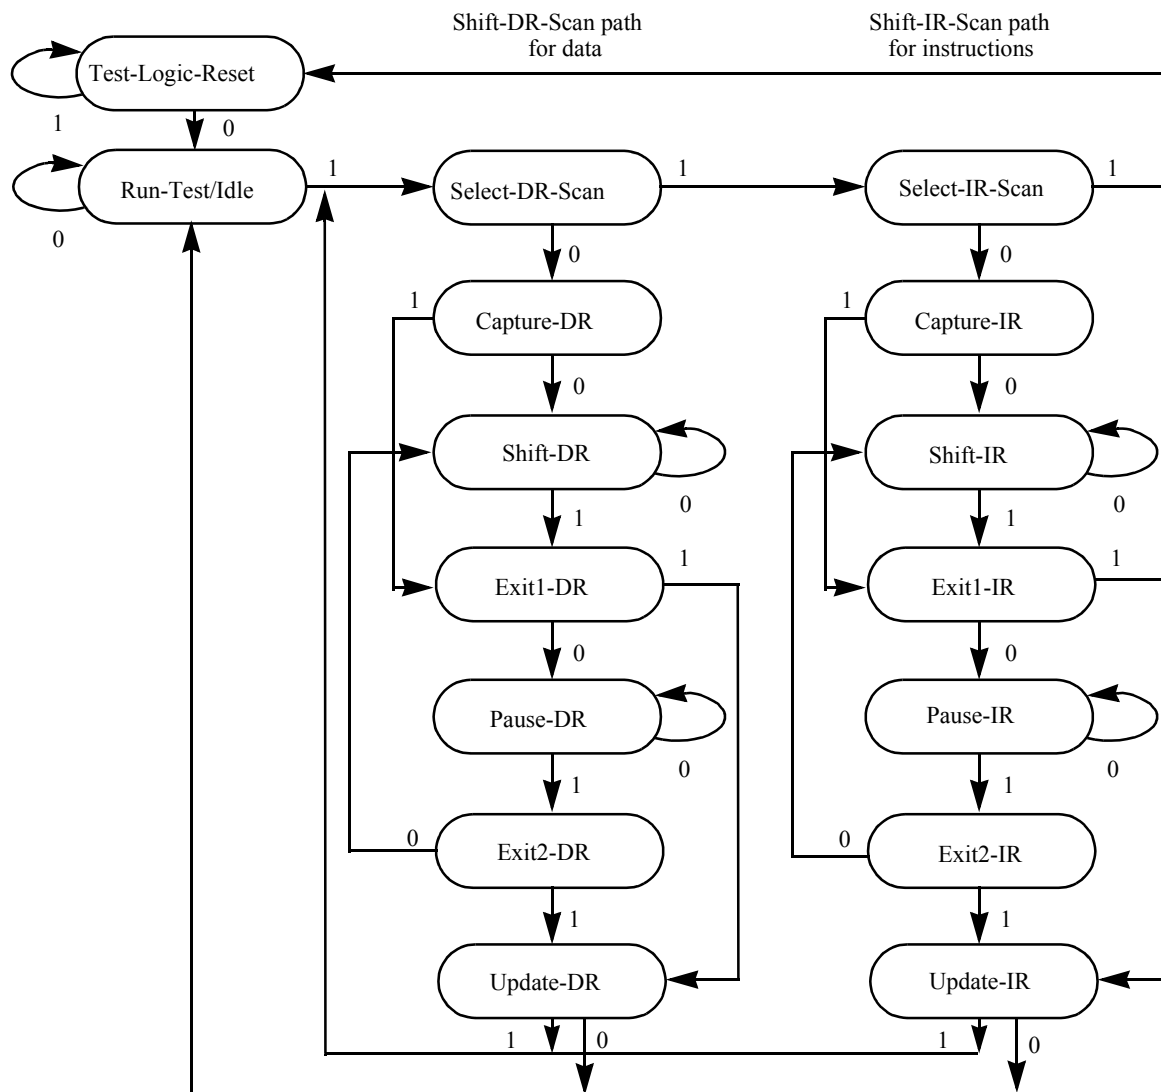 Shift-DR-Scan path
for data
Shift-IR-Scan path
for instructions
Test-Logic-Reset
1
0
Run-Test/Idle
1
Select-DR-Scan
1
Select-IR-Scan
1
0
0
0
1
Capture-DR
1
Capture-IR
0
0
Shift-DR
Shift-IR
0
0
1
1
Exit1-DR
1
Exit1-IR
1
0
0
Pause-DR
Pause-IR
0
0
1
1
0
Exit2-DR
0
Exit2-IR
1
1
Update-DR
Update-IR
1
0
1
0